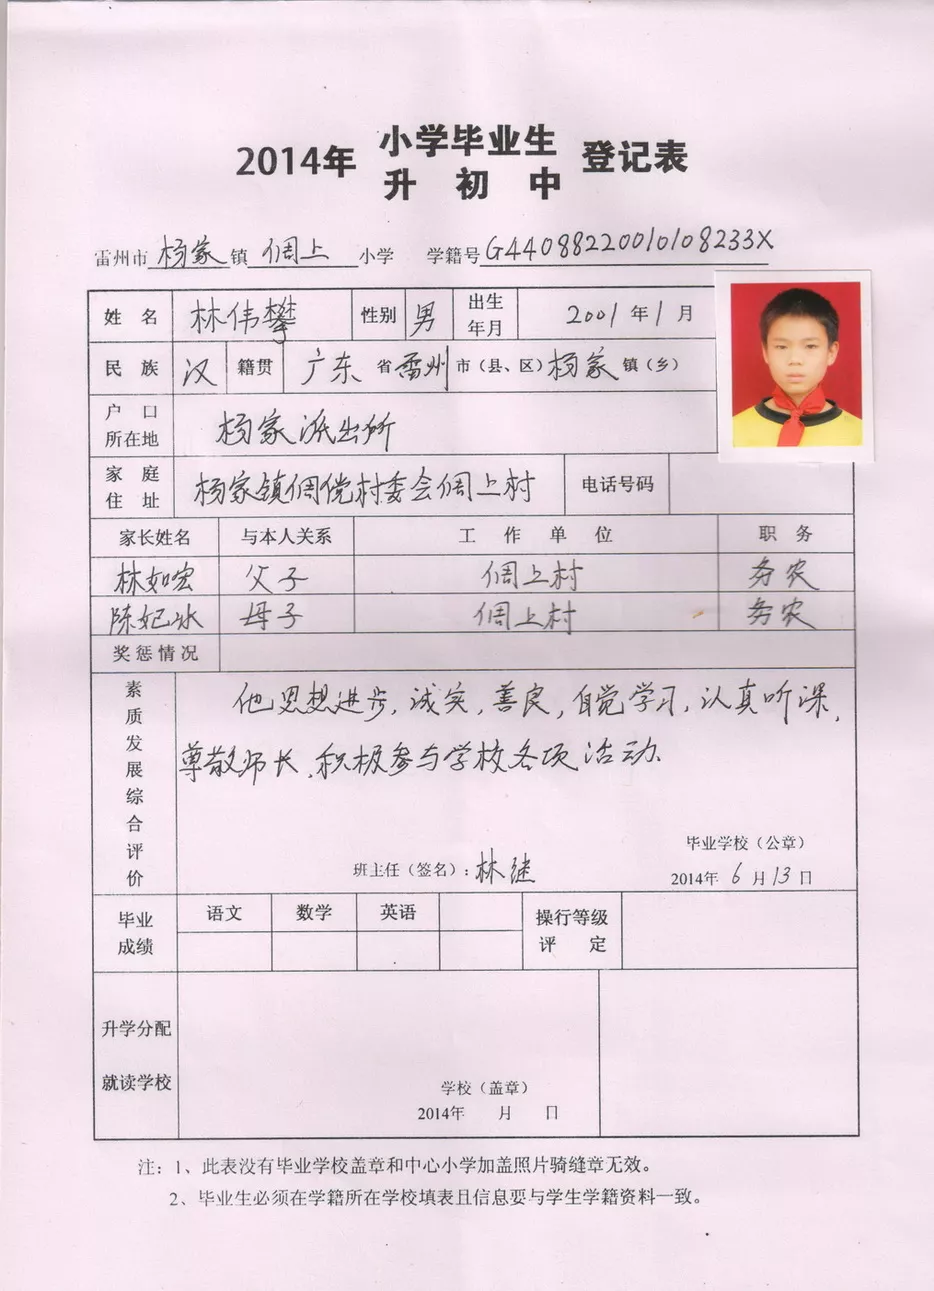 2014年 小学毕业生 登记表
升 初 中
雷州市 杨家 镇 倜上 小学 学籍号 G44088220010108233X
姓 名 林伟攀 性别 男 出生年月 2001 年 1 月
民 族 汉 籍贯 广东 省 雷州 市(县、区) 杨家 镇(乡)
户 口 所在地 杨家派出所
家 庭 住 址 杨家镇倜傥村委会倜上村 电话号码
家长姓名 与本人关系 工 作 单 位 职 务
林如宏 父子 倜上村 务农
陈妃冰 母子 倜上村 务农
奖惩情况
素质发展综合评价
他思想进步,诚实,善良,自觉学习,认真听课,
尊敬师长、积极参与学校各项活动.
毕业学校(公章)
班主任(签名): 林继 2014年 6 月 13 日
毕业成绩 语文 数学 英语 操行等级评 定
升学分配
就读学校
学校(盖章)
2014年 月 日
注:1、此表没有毕业学校盖章和中心小学加盖照片骑缝章无效。
2、毕业生必须在学籍所在学校填表且信息要与学生学籍资料一致。